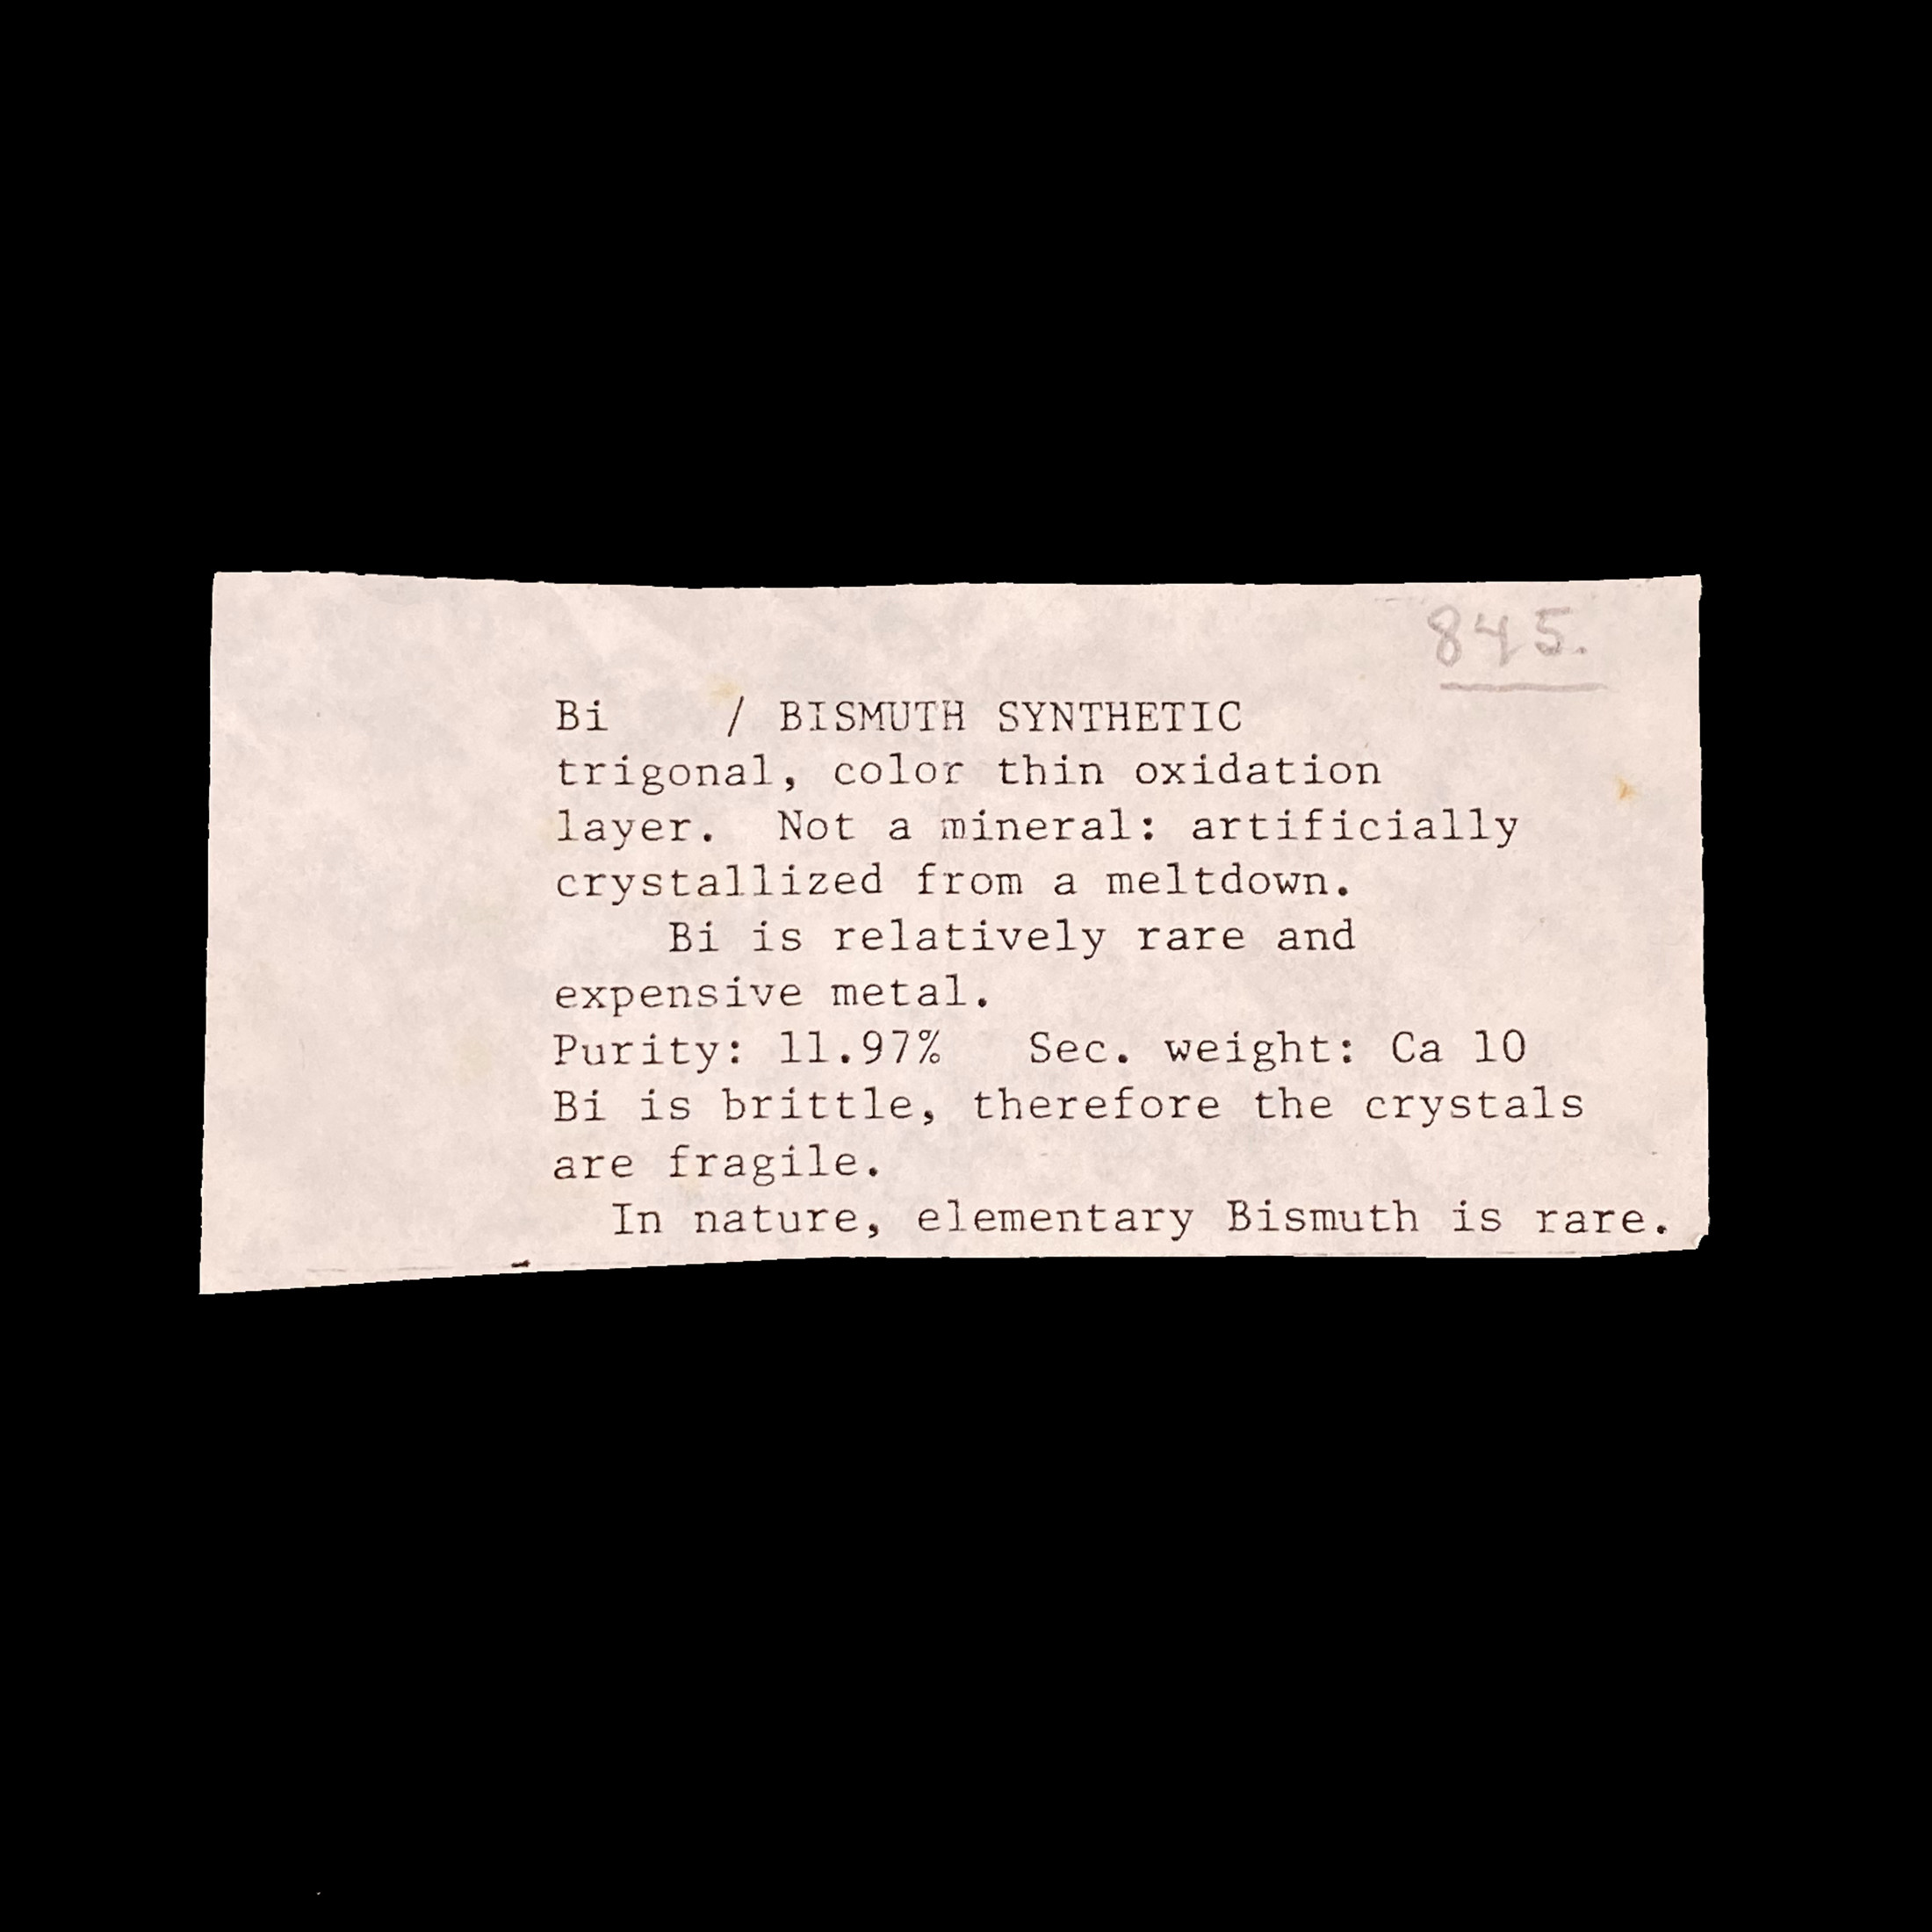 845.
Bi    / BISMUTH SYNTHETIC
trigonal, color thin oxidation
layer.  Not a mineral: artificially
crystallized from a meltdown.
    Bi is relatively rare and
expensive metal.
Purity: 11.97%   Sec. weight: Ca 10
Bi is brittle, therefore the crystals
are fragile.
  In nature, elementary Bismuth is rare.